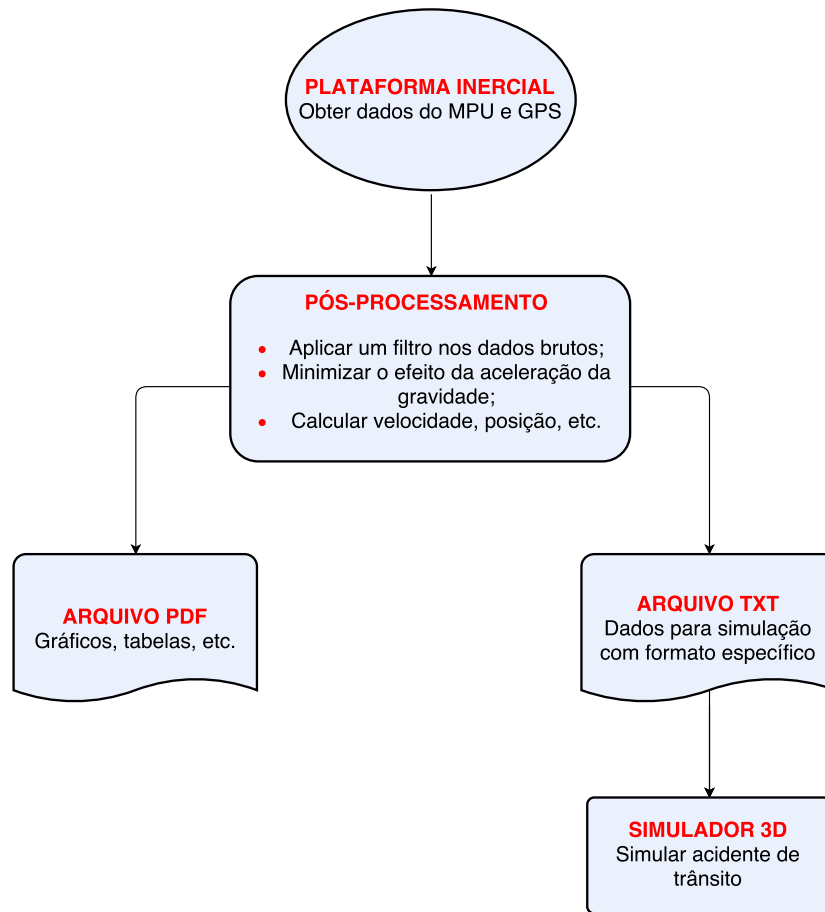 PLATAFORMA INERCIAL
Obter dados do MPU e GPS
PÓS-PROCESSAMENTO
• Aplicar um filtro nos dados brutos;
• Minimizar o efeito da aceleração da
gravidade;
• Calcular velocidade, posição, etc.
ARQUIVO PDF
Gráficos, tabelas, etc.
ARQUIVO TXT
Dados para simulação
com formato específico
SIMULADOR 3D
Simular acidente de
trânsito